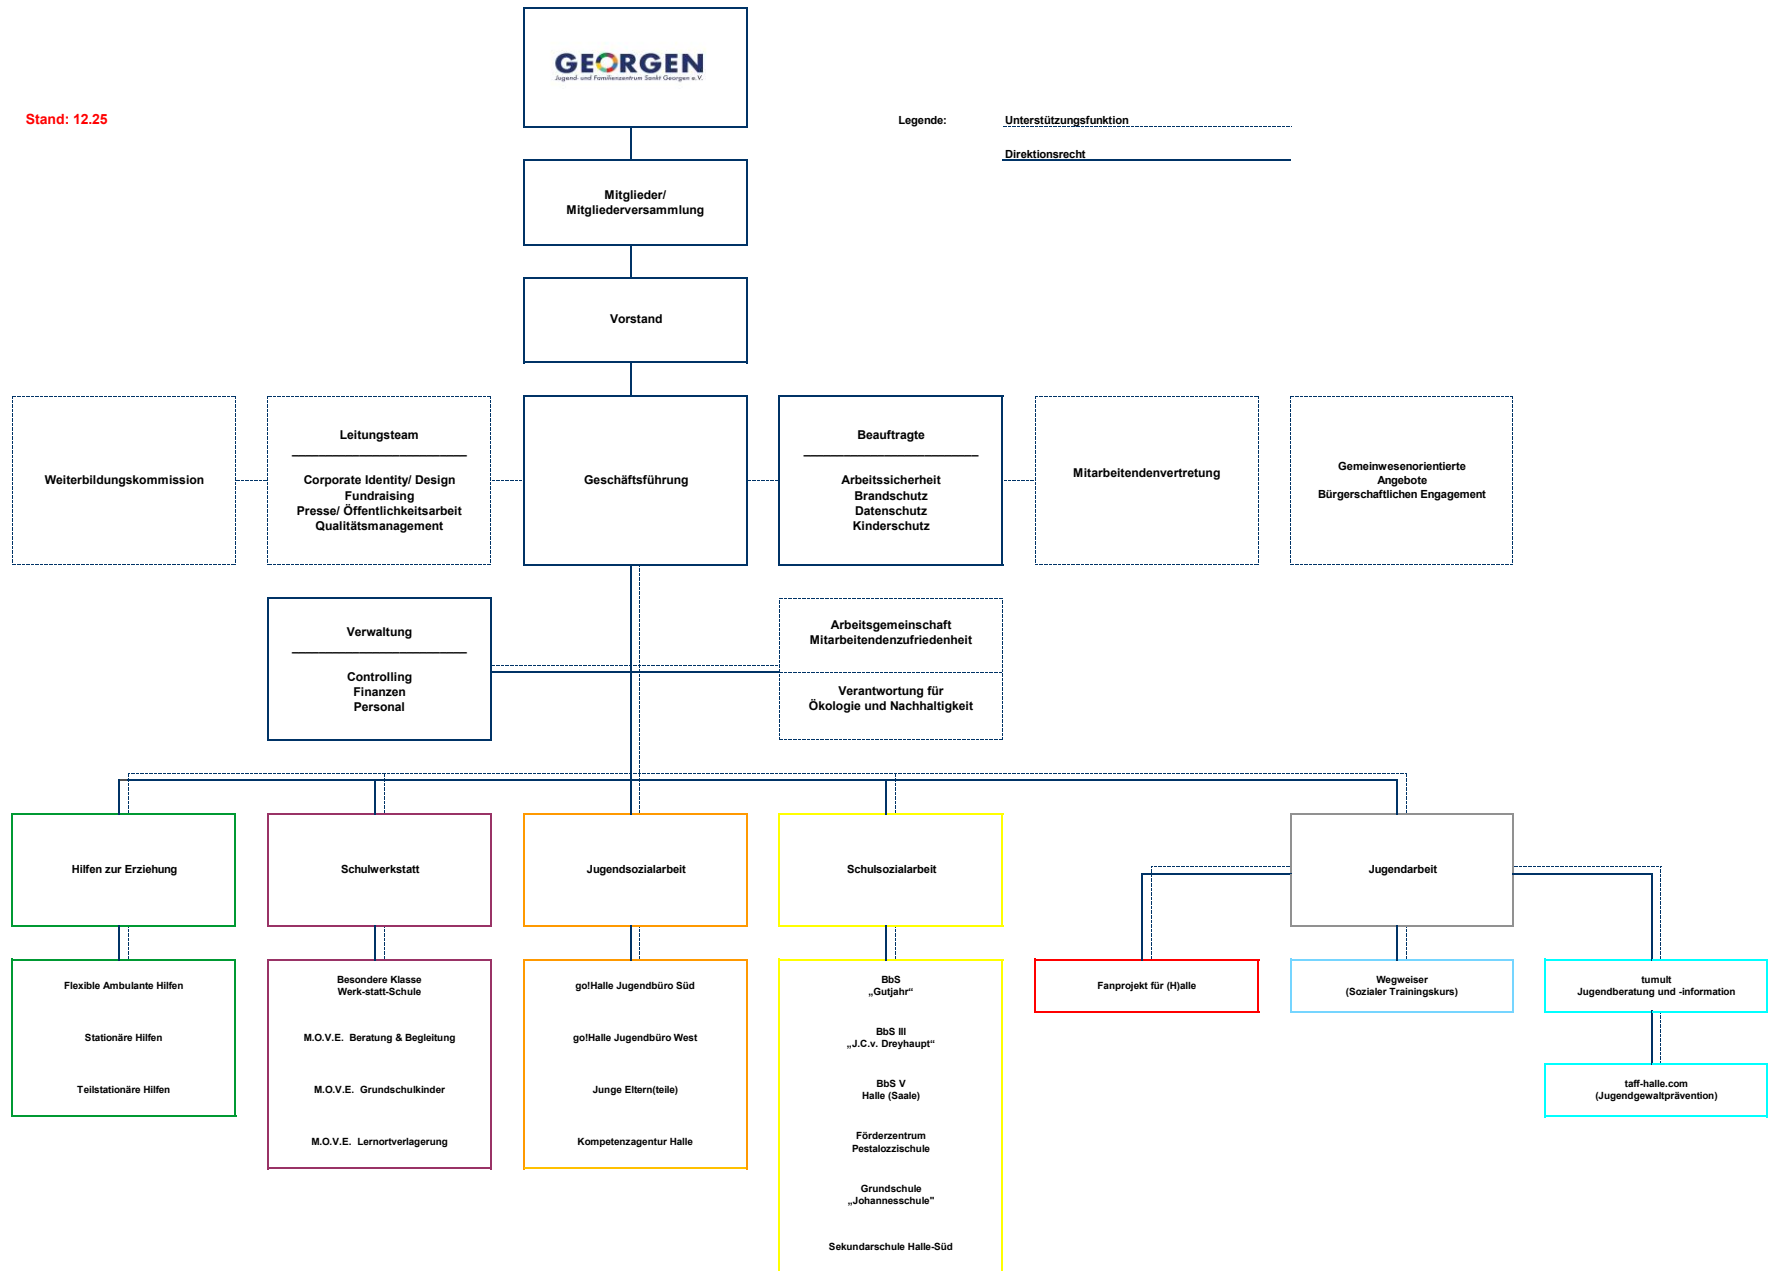 GEORGEN
Jugend- und Familienzentrum Sankt Georgen e.V.
Stand: 12.25
Legende:
Unterstützungsfunktion
Direktionsrecht
Mitglieder/
Mitgliederversammlung
Vorstand
Weiterbildungskommission
Leitungsteam
Corporate Identity/ Design
Fundraising
Presse/ Öffentlichkeitsarbeit
Qualitätsmanagement
Geschäftsführung
Beauftragte
Arbeitssicherheit
Brandschutz
Datenschutz
Kinderschutz
Mitarbeitendenvertretung
Gemeinwesenorientierte
Angebote
Bürgerschaftlichen Engagement
Verwaltung
Controlling
Finanzen
Personal
Arbeitsgemeinschaft
Mitarbeitendenzufriedenheit
Verantwortung für
Ökologie und Nachhaltigkeit
Hilfen zur Erziehung
Schulwerkstatt
Jugendsozialarbeit
Schulsozialarbeit
Jugendarbeit
Flexible Ambulante Hilfen
Stationäre Hilfen
Teilstationäre Hilfen
Besondere Klasse
Werk-statt-Schule
M.O.V.E. Beratung & Begleitung
M.O.V.E. Grundschulkinder
M.O.V.E. Lernortverlagerung
go!Halle Jugendbüro Süd
go!Halle Jugendbüro West
Junge Eltern(teile)
Kompetenzagentur Halle
BbS
„Gutjahr“
BbS III
„J.C.v. Dreyhaupt“
BbS V
Halle (Saale)
Förderzentrum
Pestalozzischule
Grundschule
„Johannesschule"
Sekundarschule Halle-Süd
Fanprojekt für (H)alle
Wegweiser
(Sozialer Trainingskurs)
tumult
Jugendberatung und -information
taff-halle.com
(Jugendgewaltprävention)